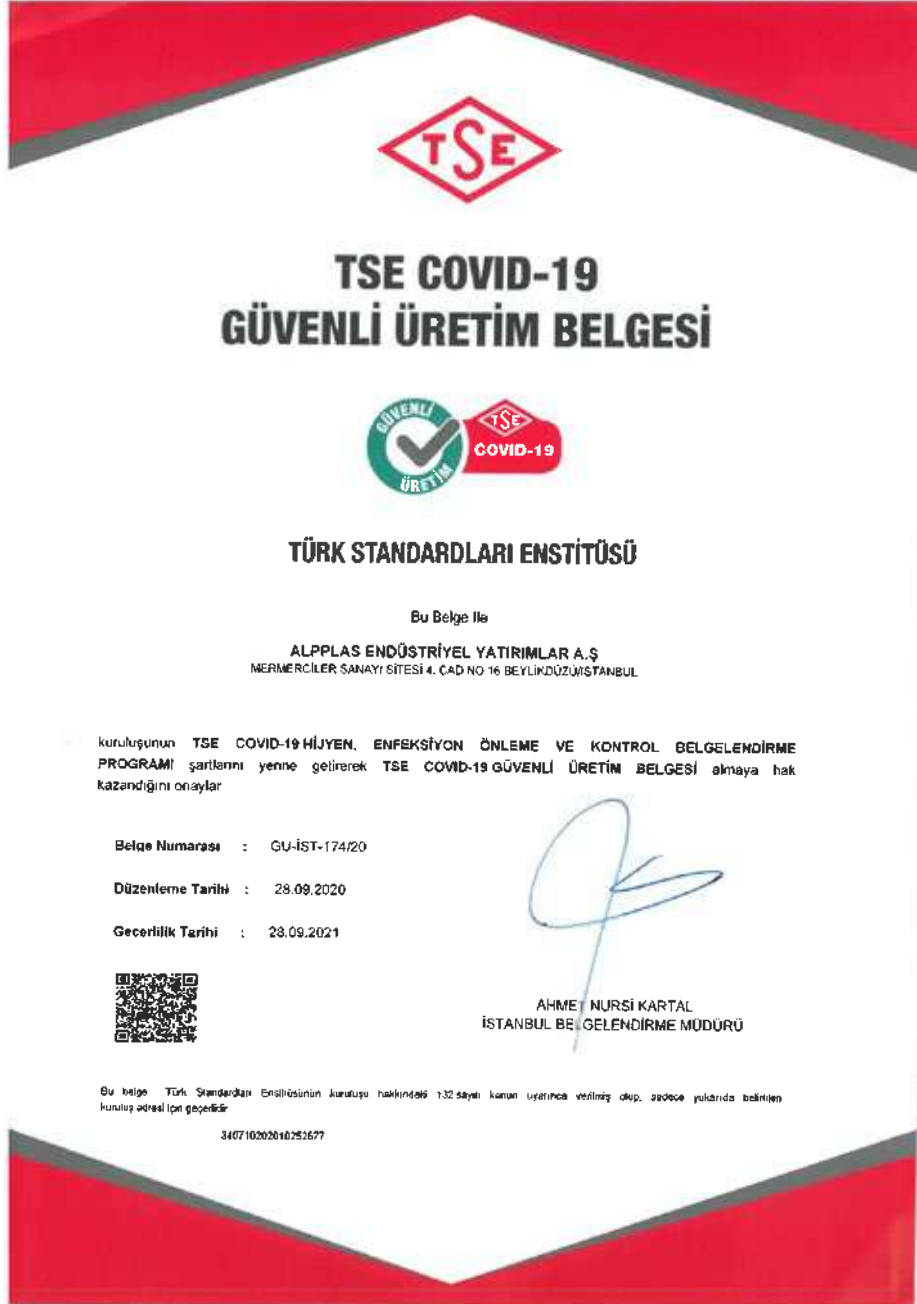 TSE
TSE COVID-19
GÜVENLİ ÜRETİM BELGESİ
GÜVENLİ
ÜRETİM
TSE
COVID-19
TÜRK STANDARDLARI ENSTİTÜSÜ
Bu Belge İle
ALPPLAS ENDÜSTRİYEL YATIRIMLAR A.Ş
MERMERCİLER SANAYİ SİTESİ 4. CAD NO 16 BEYLİKDÜZÜ/İSTANBUL
kuruluşunun TSE COVID-19 HİJYEN, ENFEKSİYON ÖNLEME VE KONTROL BELGELENDİRME
PROGRAMI şartlarını yerine getirerek TSE COVID-19 GÜVENLİ ÜRETİM BELGESİ almaya hak
kazandığını onaylar
Belge Numarası : GU-İST-174/20
Düzenleme Tarihi : 28.09.2020
Geçerlilik Tarihi : 28.09.2021
AHMET NURSİ KARTAL
İSTANBUL BELGELENDİRME MÜDÜRÜ
Bu belge Türk Standardları Enstitüsünün kuruluşu hakkındaki 132 sayılı kanun uyarınca verilmiş olup, sadece yukarıda belirtilen
kuruluş adresi için geçerlidir
340710202010252677